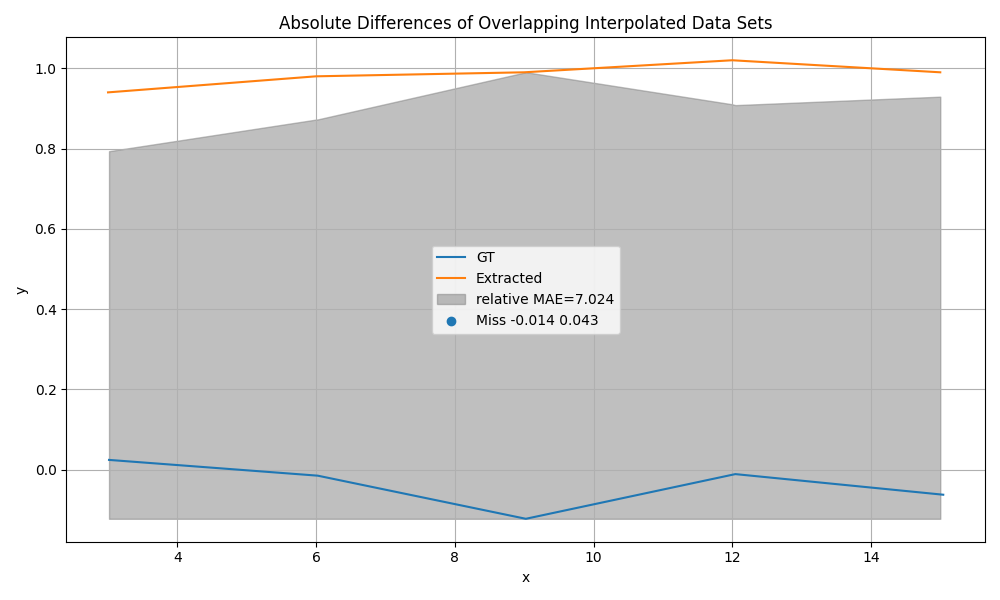 Absolute Differences of Overlapping Interpolated Data Sets
1.0
0.8
0.6
0.4
0.2
0.0
y
GT
Extracted
relative MAE=7.024
Miss -0.014 0.043
4
6
8
10
12
14
x